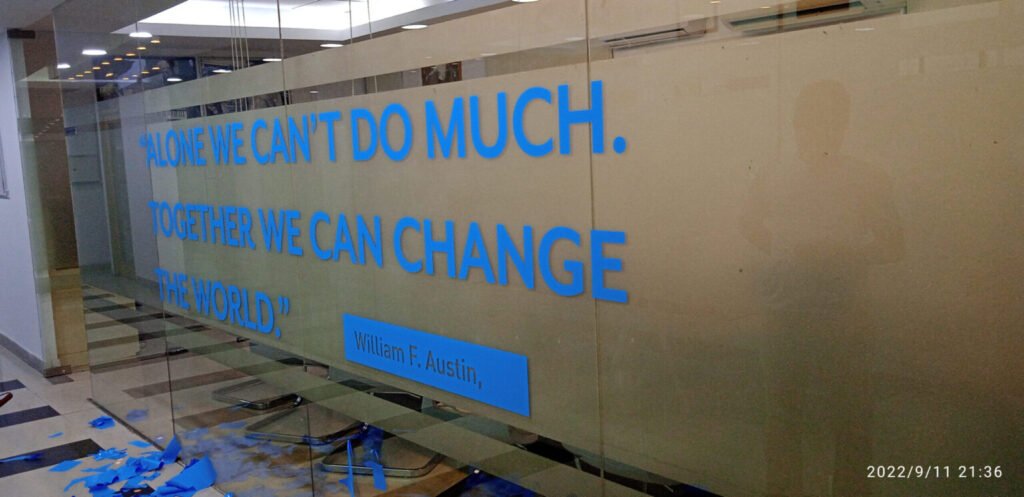 "ALONE WE CAN'T DO MUCH.
TOGETHER WE CAN CHANGE
THE WORLD."
William F. Austin,
2022/9/11 21:36